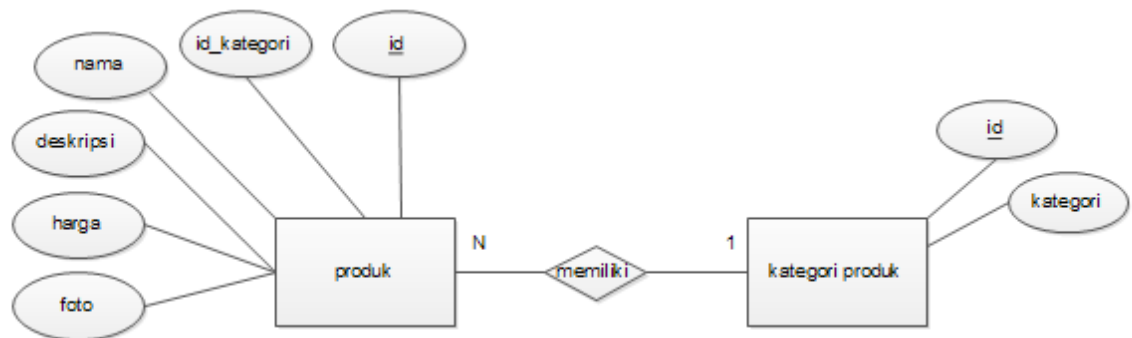 id_kategori
id
nama
deskripsi
harga
foto
produk
N
memiliki
1
kategori produk
id
kategori